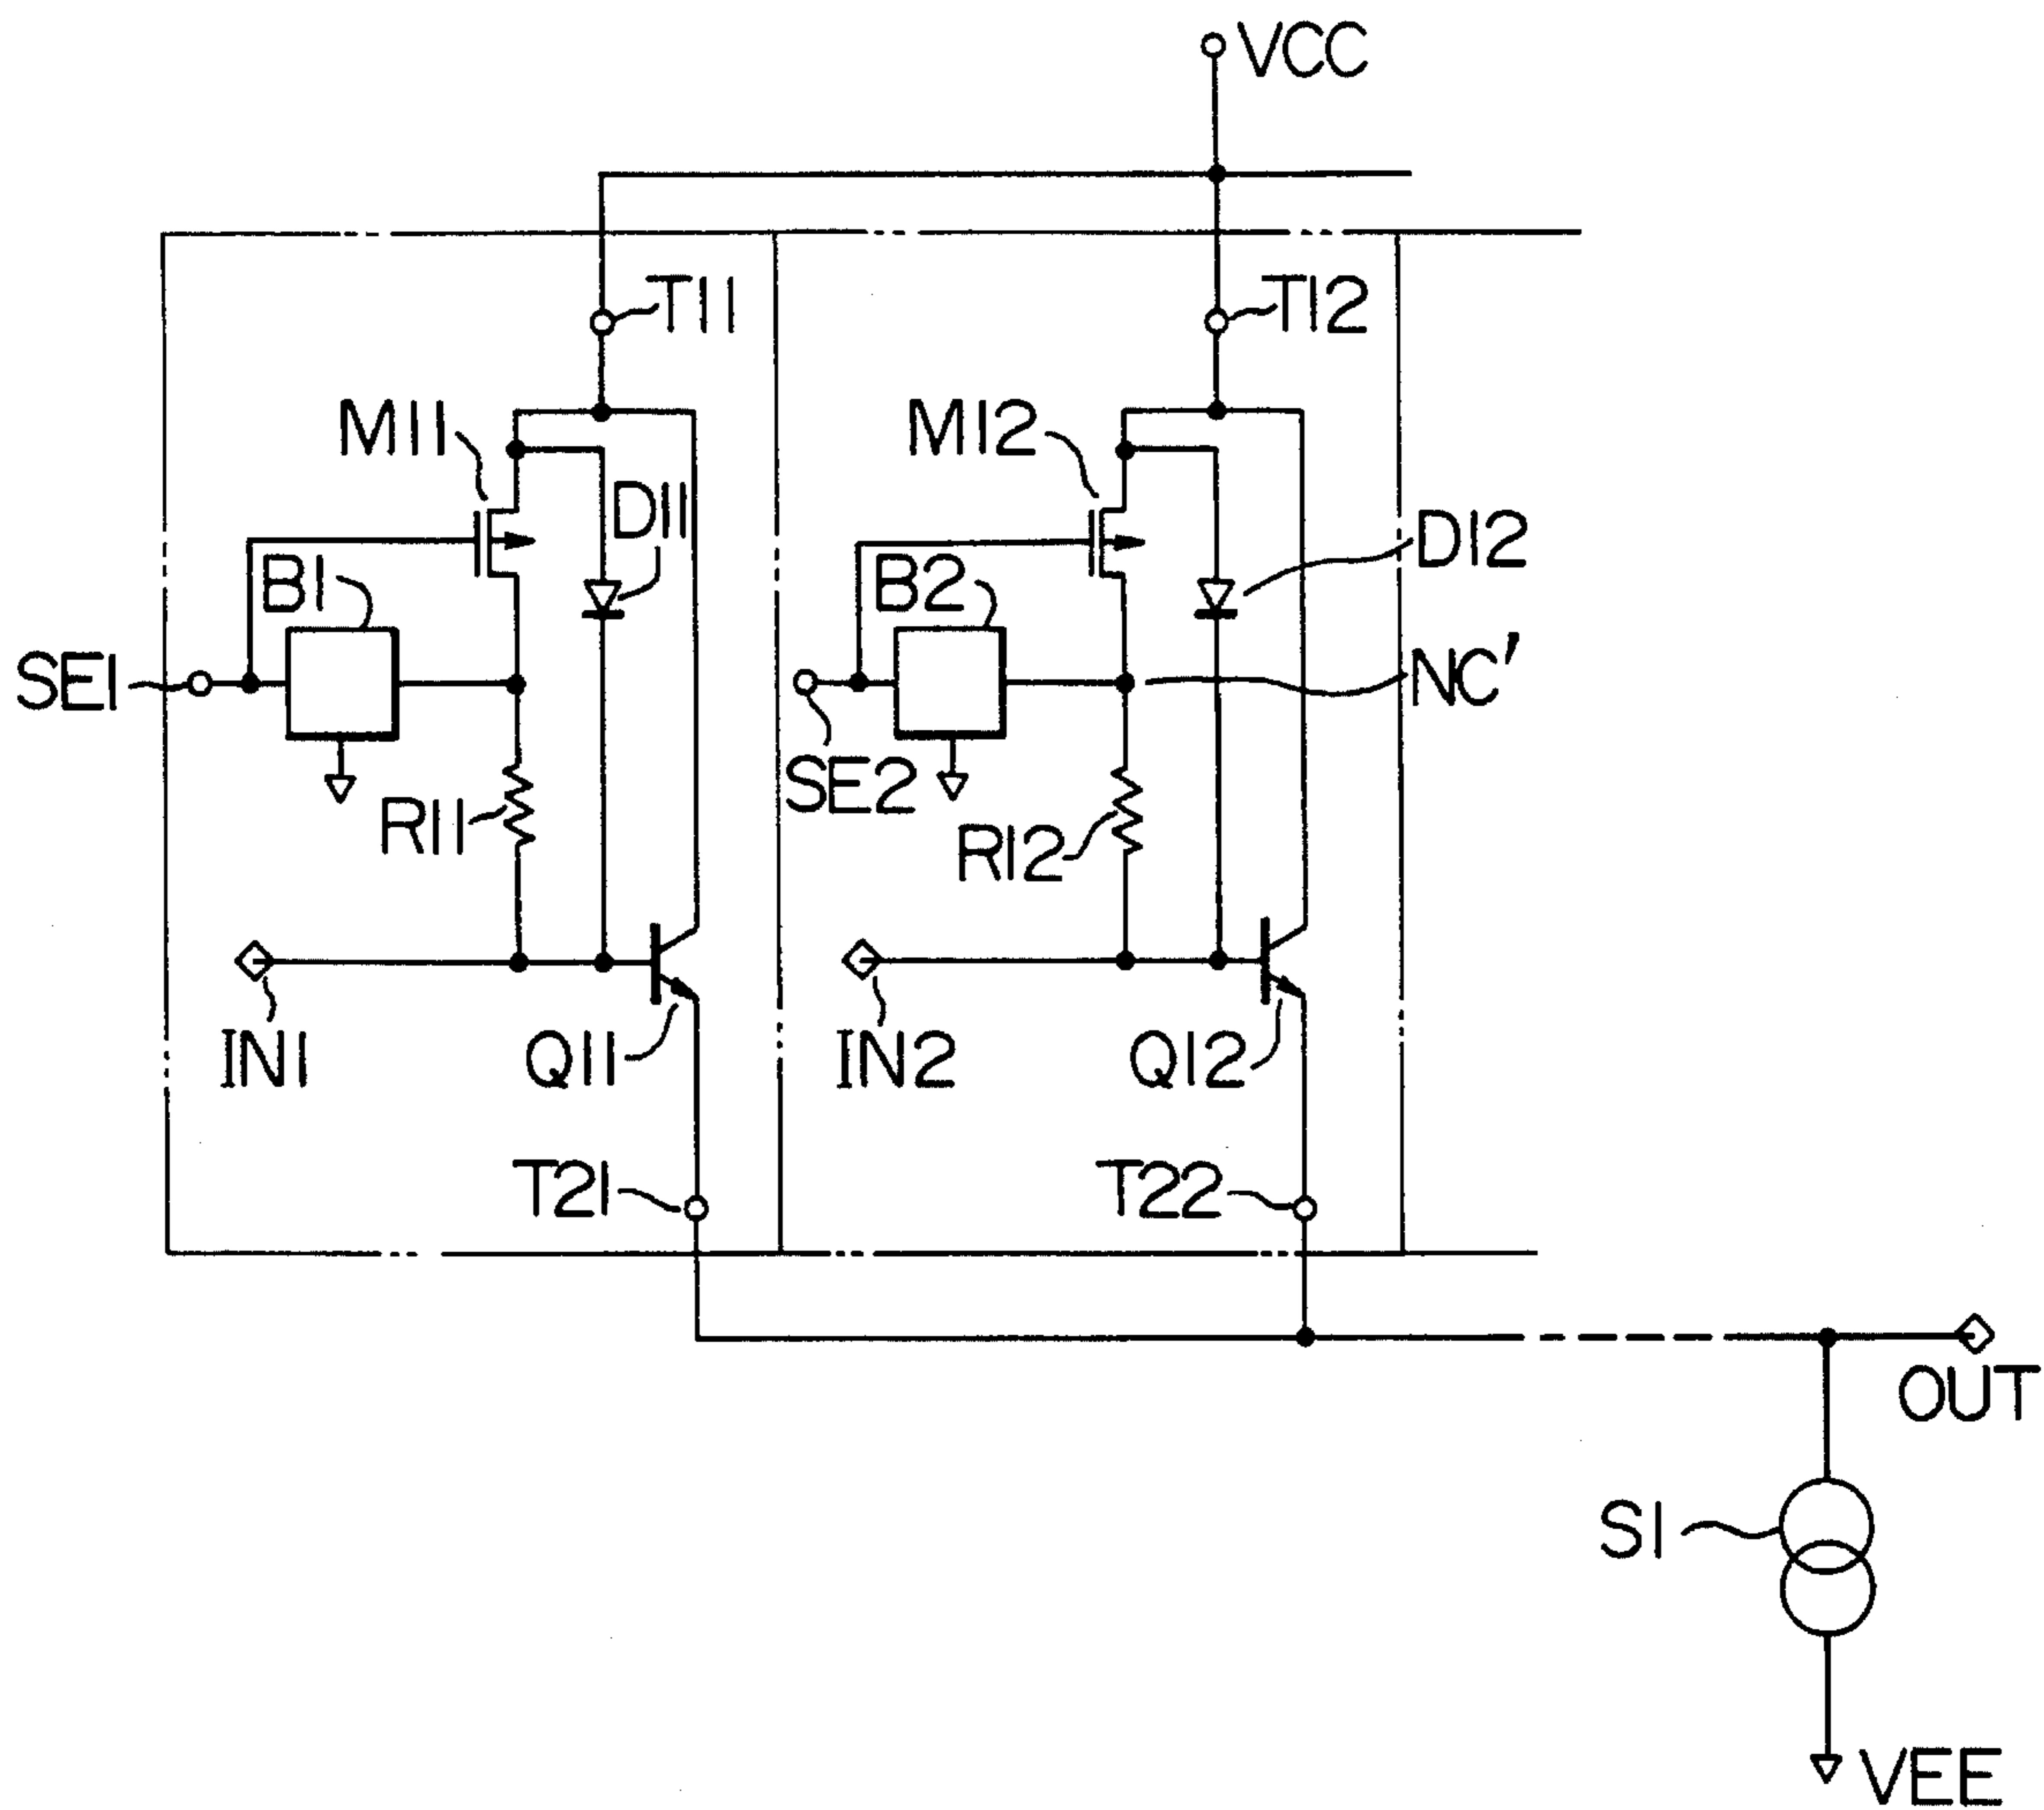 VCC
T11
T12
M11
M12
D11
D12
B1
B2
SE1
NC'
SE2
R11
R12
IN1
Q11
IN2
Q12
T21
T22
OUT
S1
VEE